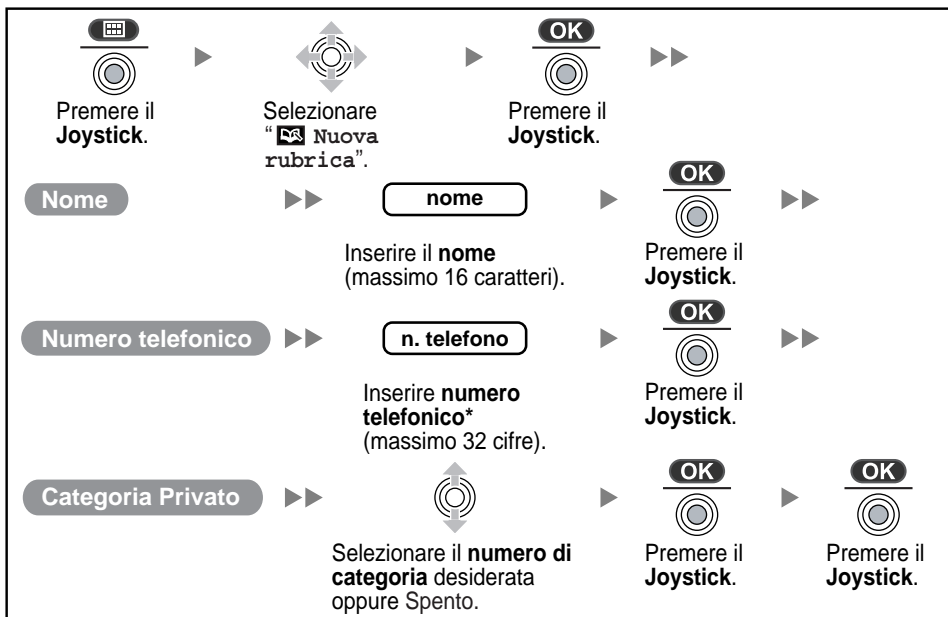 OK
Premere il
Joystick.
Selezionare
“ Nuova
rubrica”.
Premere il
Joystick.
Nome
nome
OK
Inserire il nome
(massimo 16 caratteri).
Premere il
Joystick.
Numero telefonico
n. telefono
OK
Inserire numero
telefonico*
(massimo 32 cifre).
Premere il
Joystick.
Categoria Privato
OK
OK
Selezionare il numero di
categoria desiderata
oppure Spento.
Premere il
Joystick.
Premere il
Joystick.